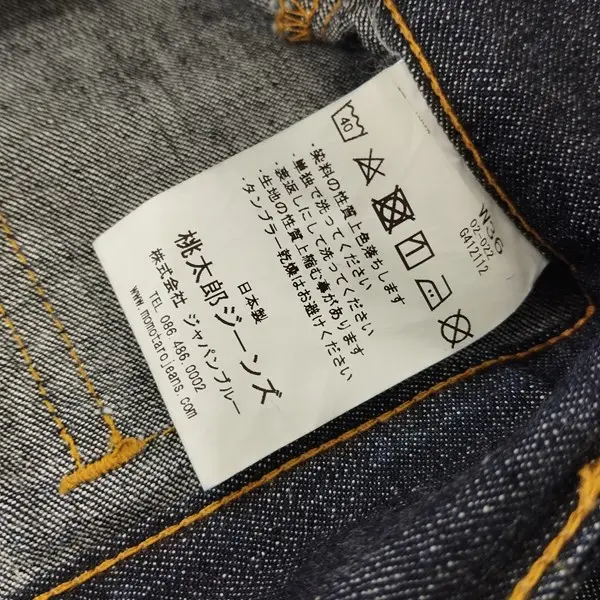 40
・染料の性質上色落ちします
・単独で洗ってください
・裏返しにして洗ってください
・生地の性質上縮む事があります
・タンブラー乾燥はお避けください
日本製
桃太郎ジーンズ
株式会社 ジャパンブルー
TEL 086 486 0002
www.momotarojeans.com
W36
02-022
G412112